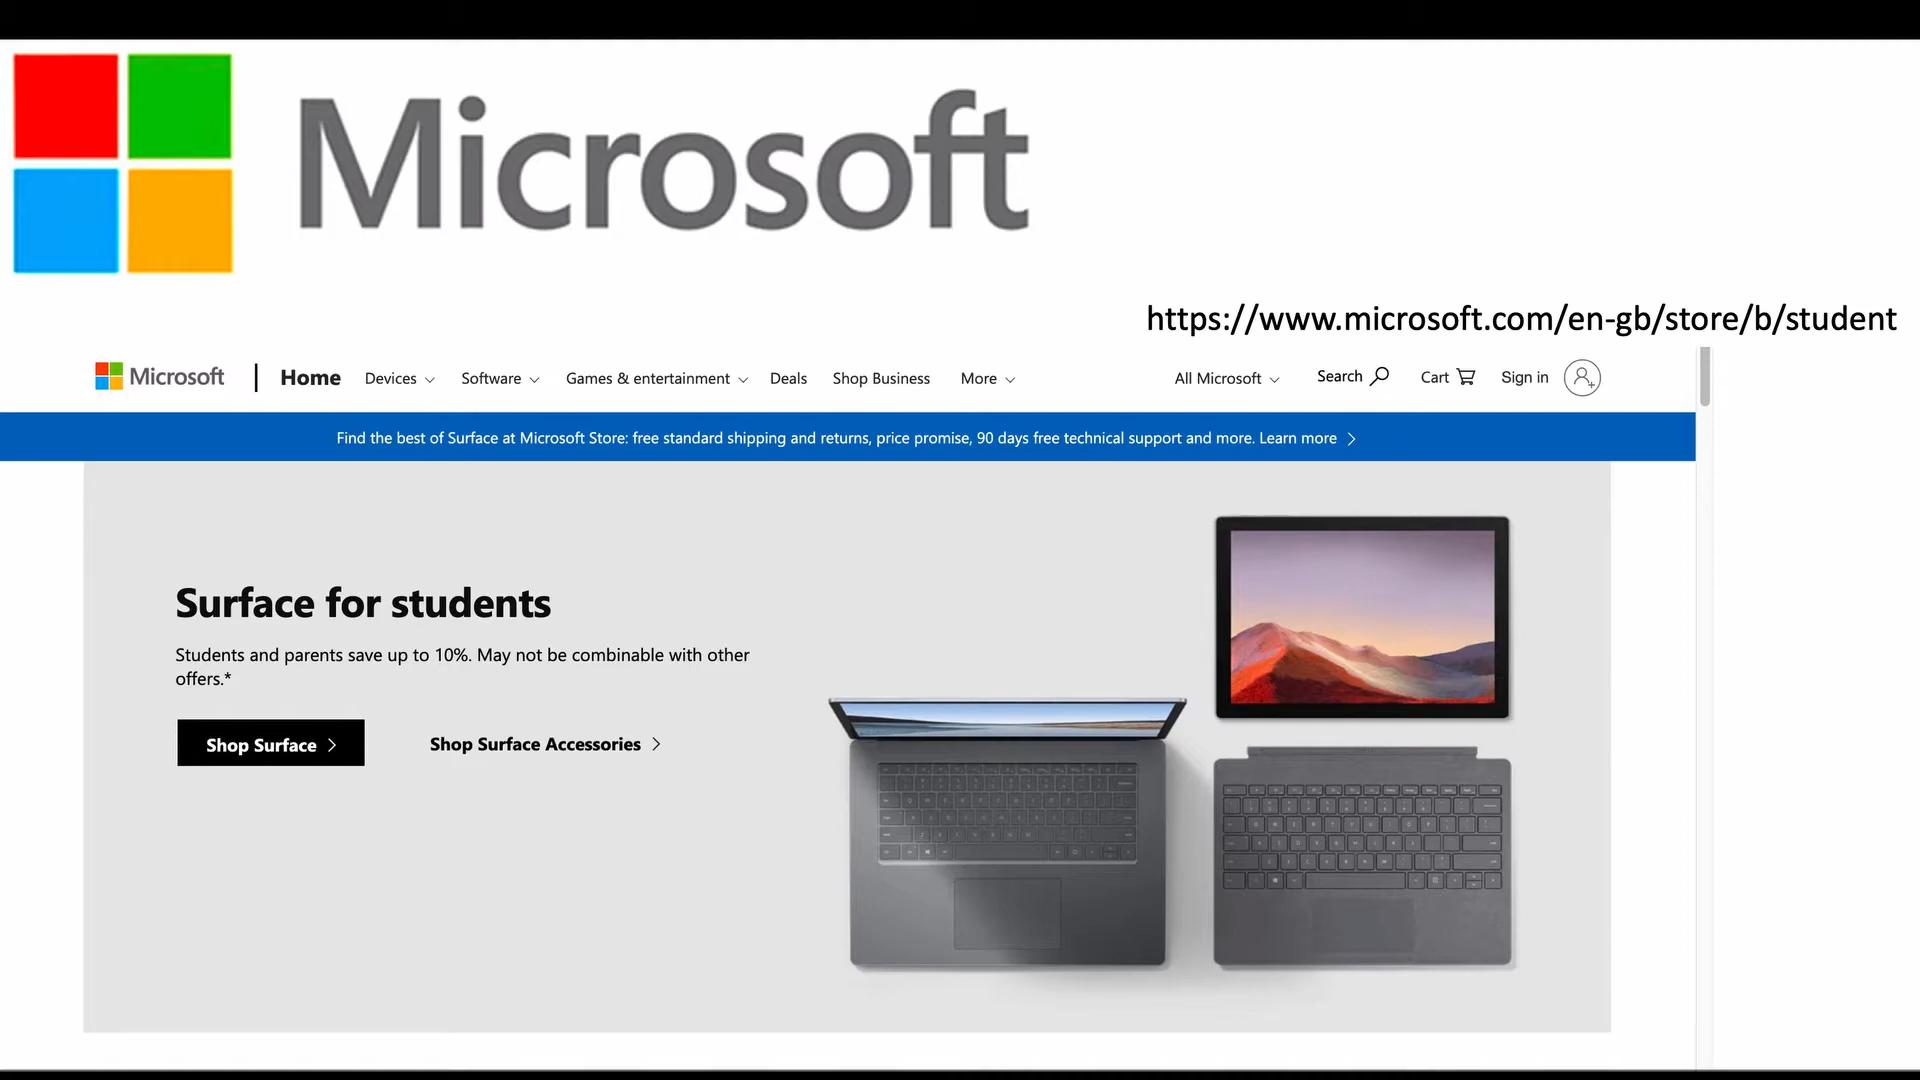 Microsoft
https://www.microsoft.com/en-gb/store/b/student
Microsoft Home Devices Software Games & entertainment Deals Shop Business More All Microsoft Search Cart Sign in
Find the best of Surface at Microsoft Store: free standard shipping and returns, price promise, 90 days free technical support and more. Learn more
Surface for students
Students and parents save up to 10%. May not be combinable with other
offers.*
Shop Surface Shop Surface Accessories